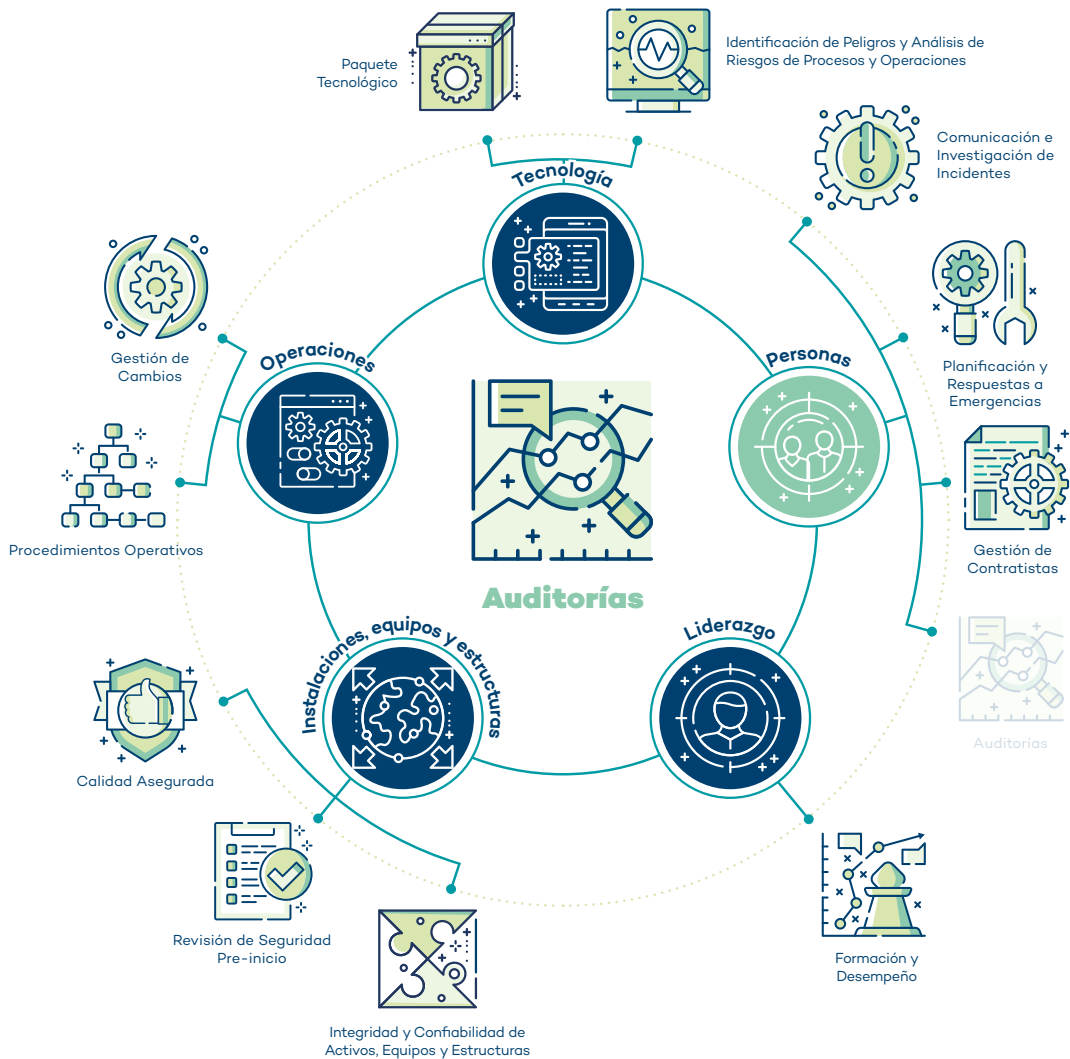 Paquete
Tecnológico
Identificación de Peligros y Análisis de
Riesgos de Procesos y Operaciones
Comunicación e
Investigación de
Incidentes
Tecnología
Operaciones
Personas
Gestión de
Cambios
Planificación y
Respuestas a
Emergencias
Procedimientos Operativos
Gestión de
Contratistas
Auditorías
Instalaciones, equipos y estructuras
Liderazgo
Auditorías
Calidad Asegurada
Revisión de Seguridad
Pre-inicio
Formación y
Desempeño
Integridad y Confiabilidad de
Activos, Equipos y Estructuras